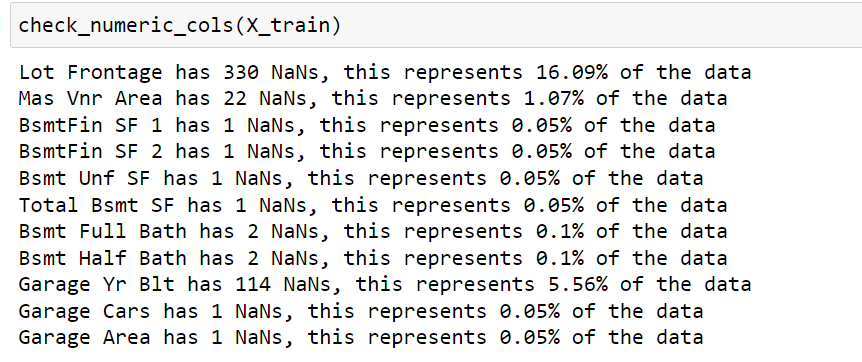 check_numeric_cols(X_train)
Lot Frontage has 330 NaNs, this represents 16.09% of the data
Mas Vnr Area has 22 NaNs, this represents 1.07% of the data
BsmtFin SF 1 has 1 NaNs, this represents 0.05% of the data
BsmtFin SF 2 has 1 NaNs, this represents 0.05% of the data
Bsmt Unf SF has 1 NaNs, this represents 0.05% of the data
Total Bsmt SF has 1 NaNs, this represents 0.05% of the data
Bsmt Full Bath has 2 NaNs, this represents 0.1% of the data
Bsmt Half Bath has 2 NaNs, this represents 0.1% of the data
Garage Yr Blt has 114 NaNs, this represents 5.56% of the data
Garage Cars has 1 NaNs, this represents 0.05% of the data
Garage Area has 1 NaNs, this represents 0.05% of the data